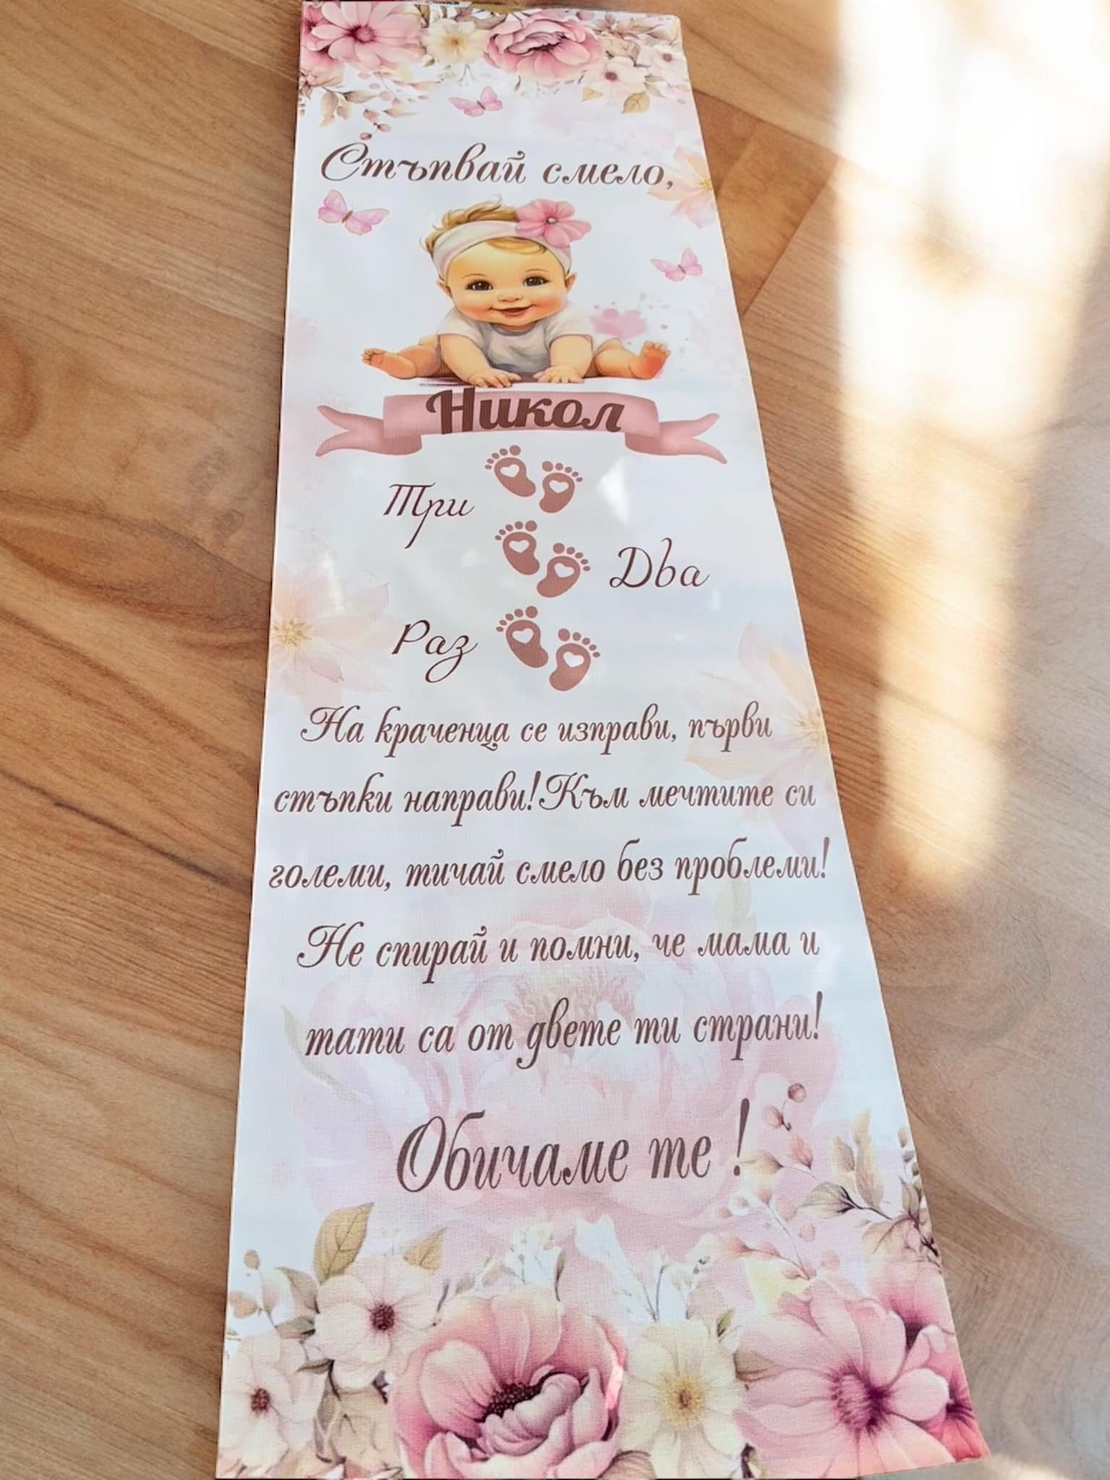 Стъпвай смело,
Никол
Три
Два
Раз
На краченца се изправи, първи
стъпки направи!Към мечтите си
големи, тичай смело без проблеми!
Не спирай и помни, че мама и
тати са от двете ти страни!
Обичаме те !